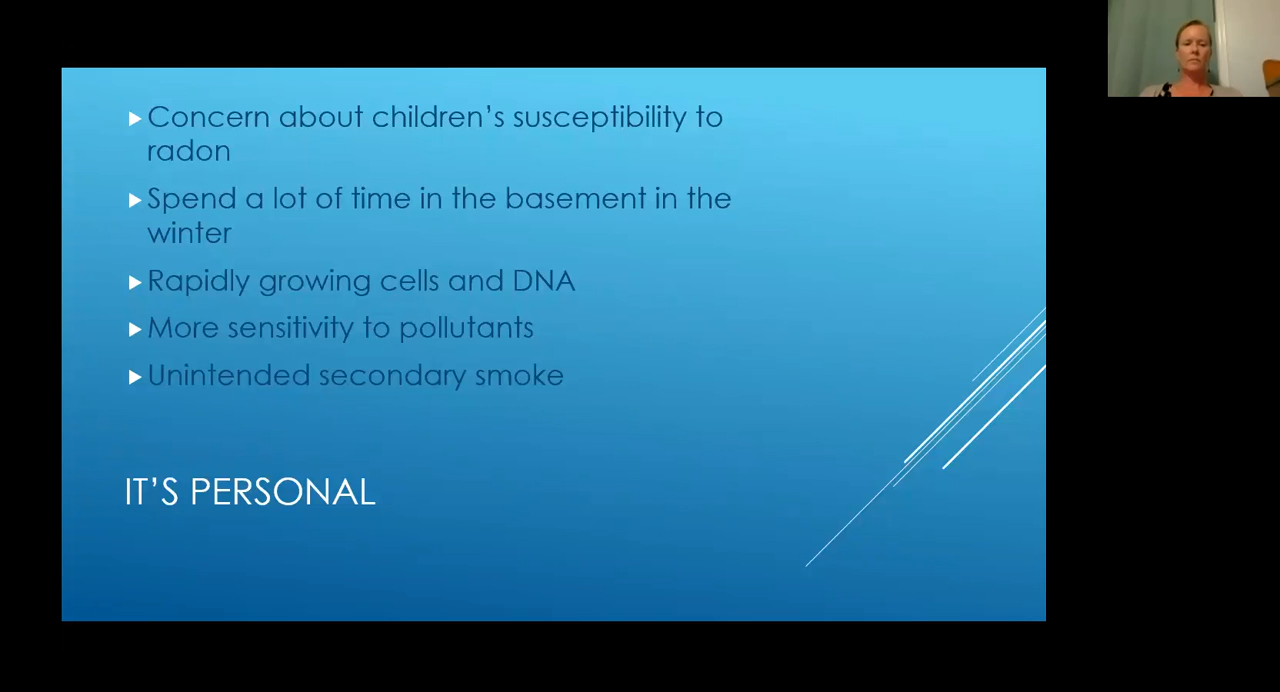 Concern about children’s susceptibility to
radon
Spend a lot of time in the basement in the
winter
Rapidly growing cells and DNA
More sensitivity to pollutants
Unintended secondary smoke
IT’S PERSONAL